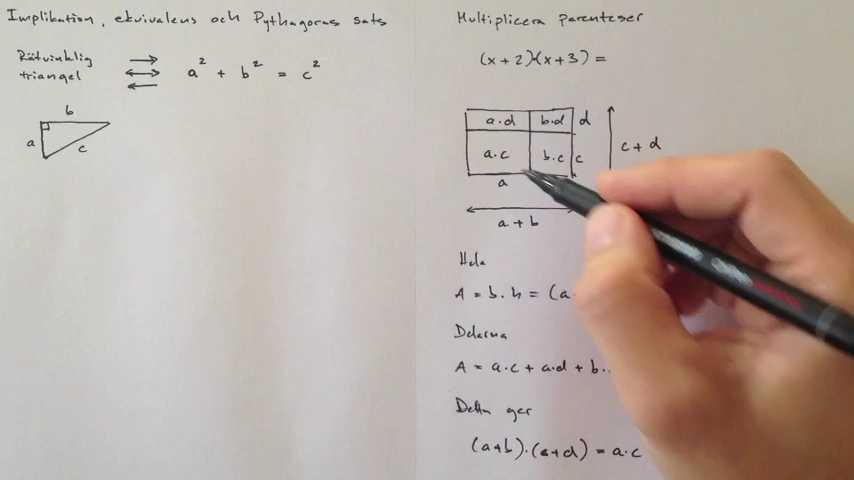 Implikation, ekvivalens och Pythagoras sats
Rätvinklig
triangel
→
↔
←
a² + b² = c²
b
a
c
Multiplicera parenteser
(x+2)·(x+3) =
a·d b·d d
a·c b·c c
a
c + d
a + b
Hela
A = b·h = (a
Delarna
A = a·c + a·d + b·
Detta ger
(a+b)·(c+d) = a·c